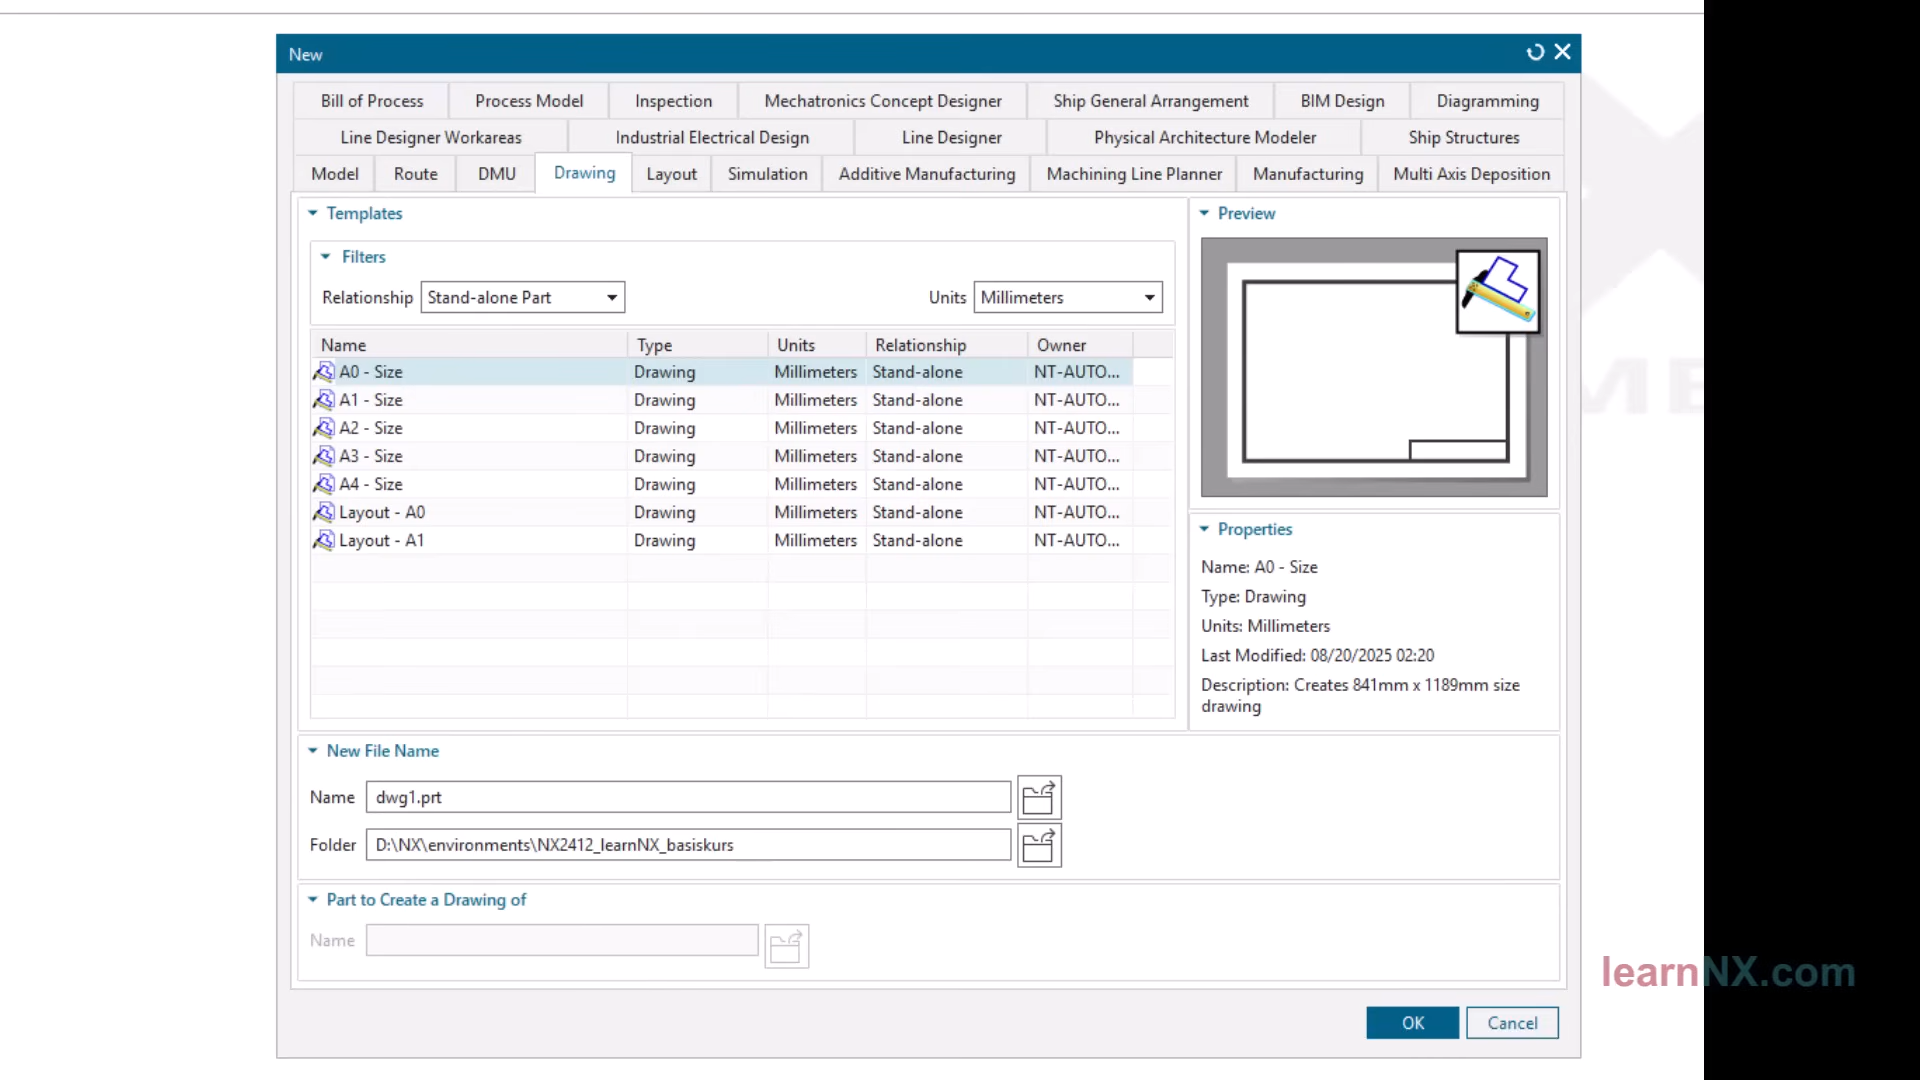 New
Bill of Process Process Model Inspection Mechatronics Concept Designer Ship General Arrangement BIM Design Diagramming
Line Designer Workareas Industrial Electrical Design Line Designer Physical Architecture Modeler Ship Structures
Model Route DMU Drawing Layout Simulation Additive Manufacturing Machining Line Planner Manufacturing Multi Axis Deposition
Templates
Filters
Relationship Stand-alone Part Units Millimeters
Name Type Units Relationship Owner
A0 - Size Drawing Millimeters Stand-alone NT-AUTO...
A1 - Size Drawing Millimeters Stand-alone NT-AUTO...
A2 - Size Drawing Millimeters Stand-alone NT-AUTO...
A3 - Size Drawing Millimeters Stand-alone NT-AUTO...
A4 - Size Drawing Millimeters Stand-alone NT-AUTO...
Layout - A0 Drawing Millimeters Stand-alone NT-AUTO...
Layout - A1 Drawing Millimeters Stand-alone NT-AUTO...
Preview
Properties
Name: A0 - Size
Type: Drawing
Units: Millimeters
Last Modified: 08/20/2025 02:20
Description: Creates 841mm x 1189mm size
drawing
New File Name
Name dwg1.prt
Folder D:\NX\environments\NX2412_learnNX_basiskurs
Part to Create a Drawing of
Name
learnNX.com
OK Cancel